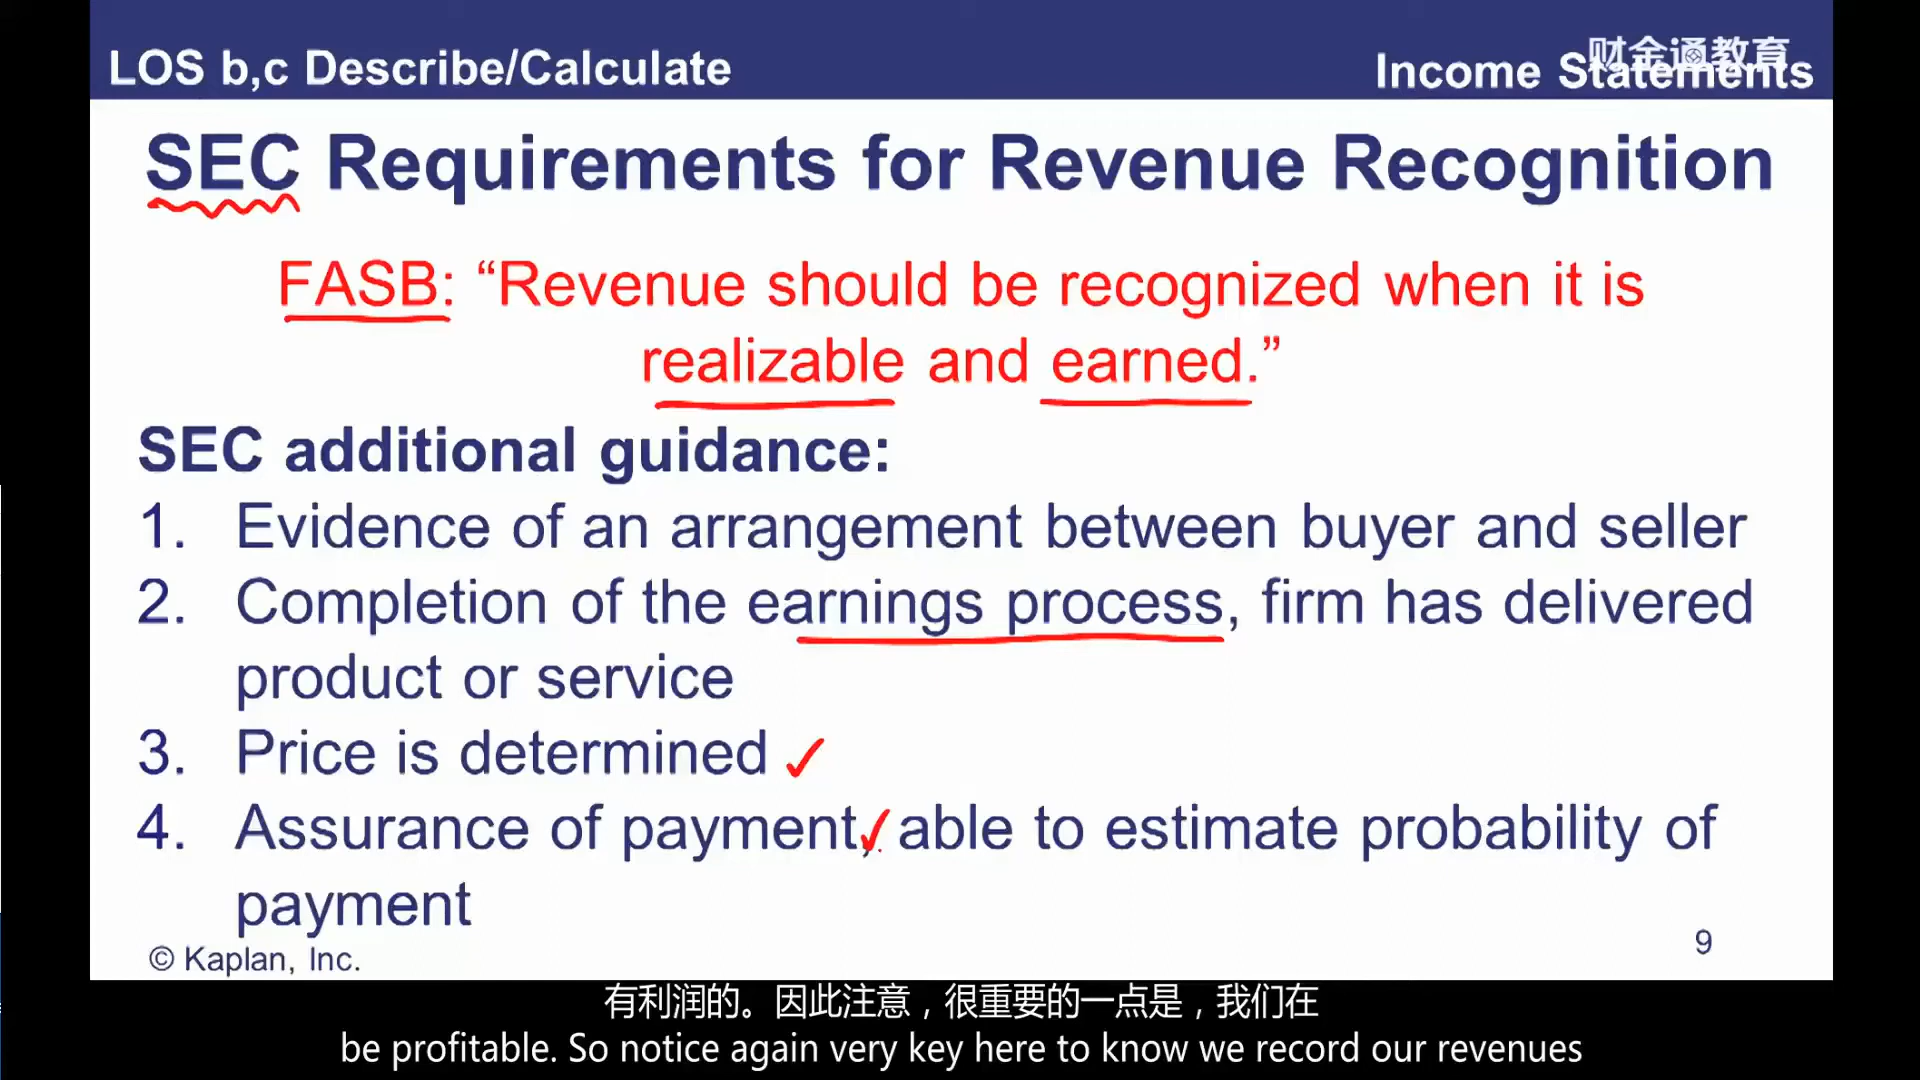 LOS b,c Describe/Calculate
Income Statements
财金通教育
SEC Requirements for Revenue Recognition
FASB: “Revenue should be recognized when it is
realizable and earned.”
SEC additional guidance:
1. Evidence of an arrangement between buyer and seller
2. Completion of the earnings process, firm has delivered
product or service
3. Price is determined ✓
4. Assurance of payment, able to estimate probability of
payment
© Kaplan, Inc.
9
有利润的。因此注意，很重要的一点是，我们在
be profitable. So notice again very key here to know we record our revenues